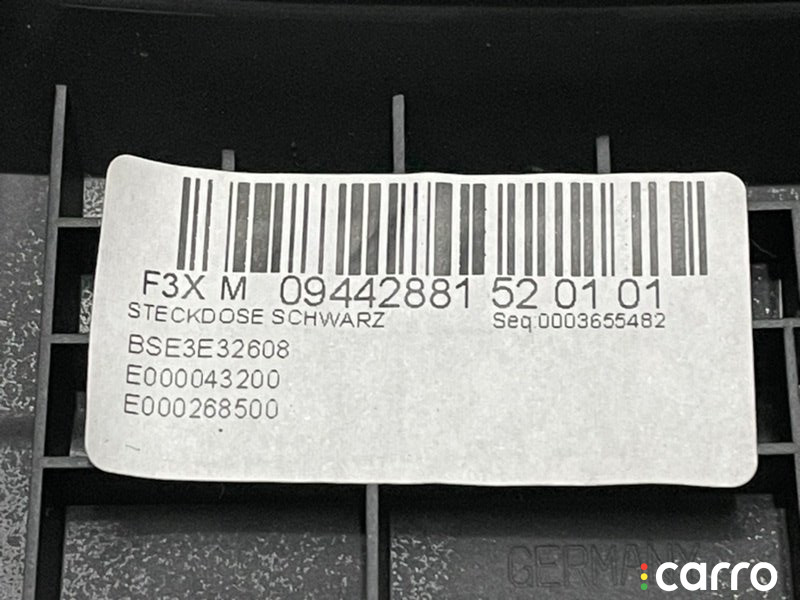 F3X M 09442881 52 01 01
STECKDOSE SCHWARZ Seq:0003655482
BSE3E32608
E000043200
E000268500
GERMANY
carro